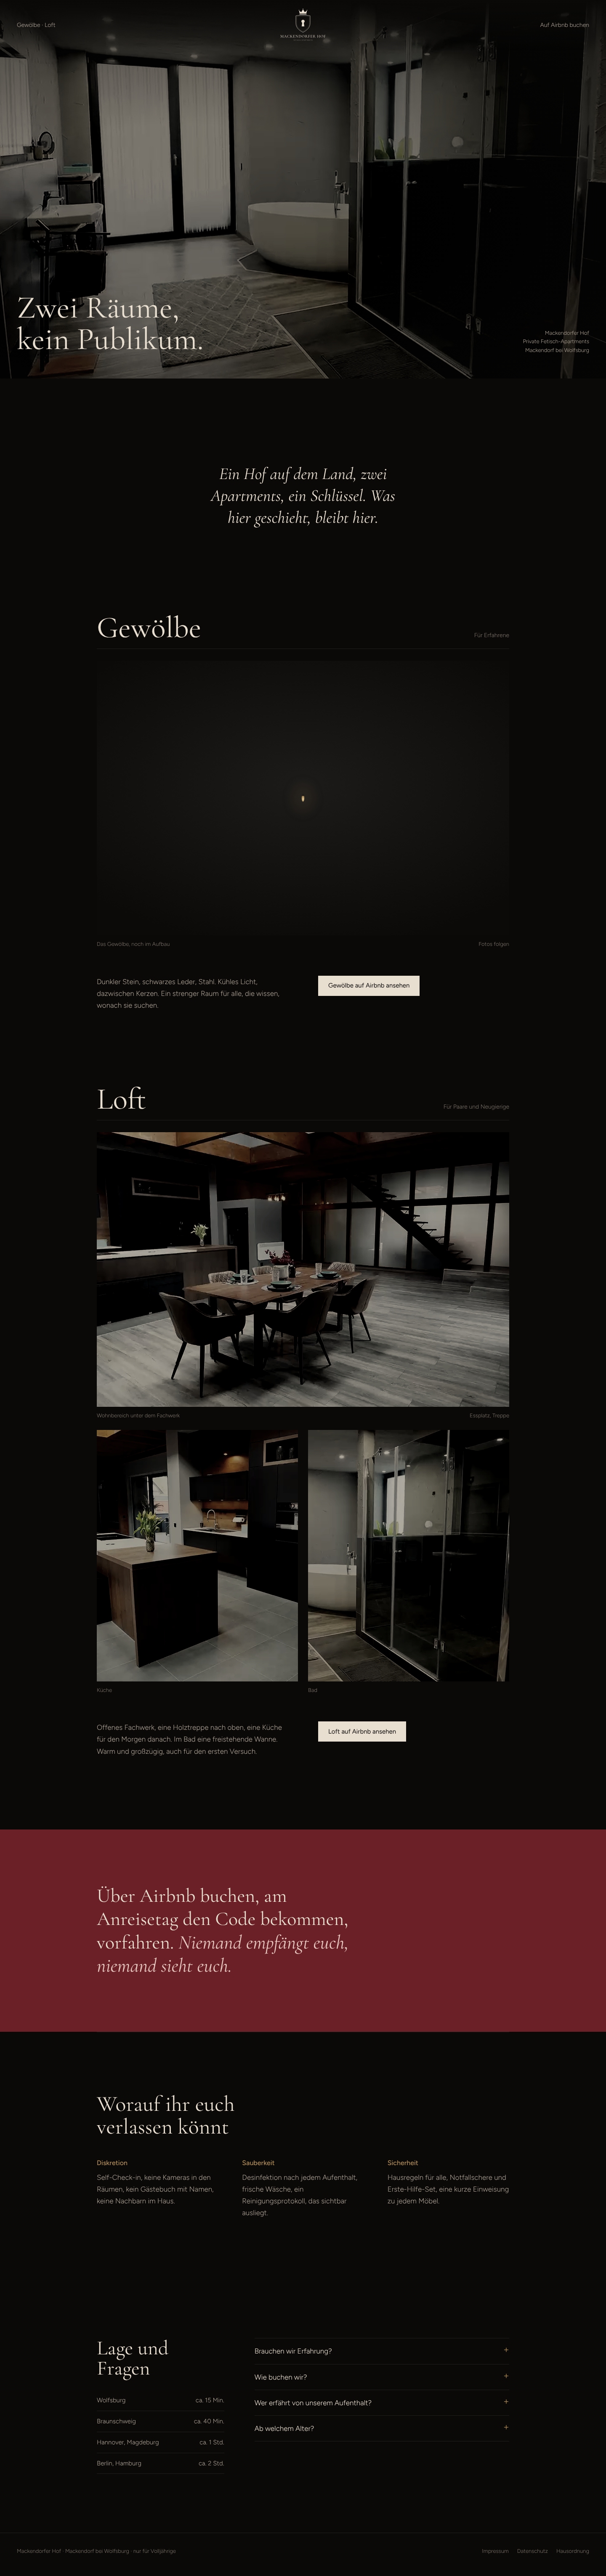 Gewölbe · Loft
MACKENDORFER HOF
Auf Airbnb buchen
Zwei Räume,
kein Publikum.
Mackendorfer Hof
Private Fetisch-Apartments
Mackendorf bei Wolfsburg
Ein Hof auf dem Land, zwei
Apartments, ein Schlüssel. Was
hier geschieht, bleibt hier.
Gewölbe
Für Erfahrene
Das Gewölbe, noch im Aufbau
Fotos folgen
Dunkler Stein, schwarzes Leder, Stahl. Kühles Licht,
dazwischen Kerzen. Ein strenger Raum für alle, die wissen,
wonach sie suchen.
Gewölbe auf Airbnb ansehen
Loft
Für Paare und Neugierige
Wohnbereich unter dem Fachwerk
Essplatz, Treppe
Küche
Bad
Offenes Fachwerk, eine Holztreppe nach oben, eine Küche
für den Morgen danach. Im Bad eine freistehende Wanne.
Warm und großzügig, auch für den ersten Versuch.
Loft auf Airbnb ansehen
Über Airbnb buchen, am
Anreisetag den Code bekommen,
vorfahren. Niemand empfängt euch,
niemand sieht euch.
Worauf ihr euch
verlassen könnt
Diskretion
Self-Check-in, keine Kameras in den
Räumen, kein Gästebuch mit Namen,
keine Nachbarn im Haus.
Sauberkeit
Desinfektion nach jedem Aufenthalt,
frische Wäsche, ein
Reinigungsprotokoll, das sichtbar
ausliegt.
Sicherheit
Hausregeln für alle, Notfallschere und
Erste-Hilfe-Set, eine kurze Einweisung
zu jedem Möbel.
Lage und
Fragen
Wolfsburg ca. 15 Min.
Braunschweig ca. 40 Min.
Hannover, Magdeburg ca. 1 Std.
Berlin, Hamburg ca. 2 Std.
Brauchen wir Erfahrung? +
Wie buchen wir? +
Wer erfährt von unserem Aufenthalt? +
Ab welchem Alter? +
Mackendorfer Hof · Mackendorf bei Wolfsburg · nur für Volljährige
Impressum Datenschutz Hausordnung